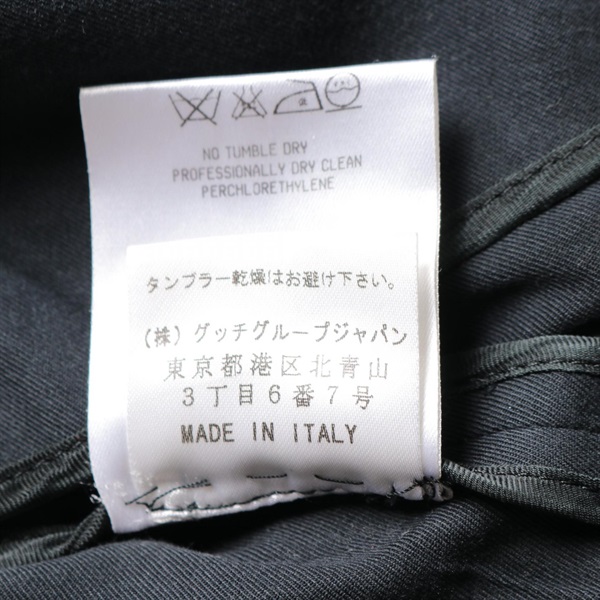 NO TUMBLE DRY
PROFESSIONALLY DRY CLEAN
PERCHLORETHYLENE
タンブラー乾燥はお避け下さい。
（株）グッチグループジャパン
東京都港区北青山
３丁目６番７号
MADE IN ITALY